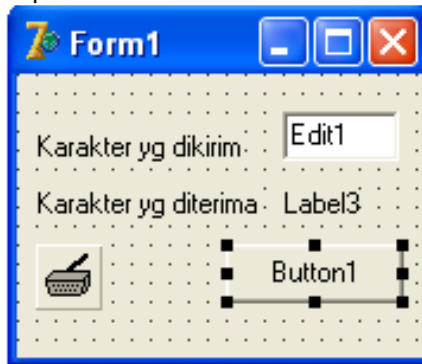 Form1
Karakter yg dikirim Edit1
Karakter yg diterima Label3
Button1